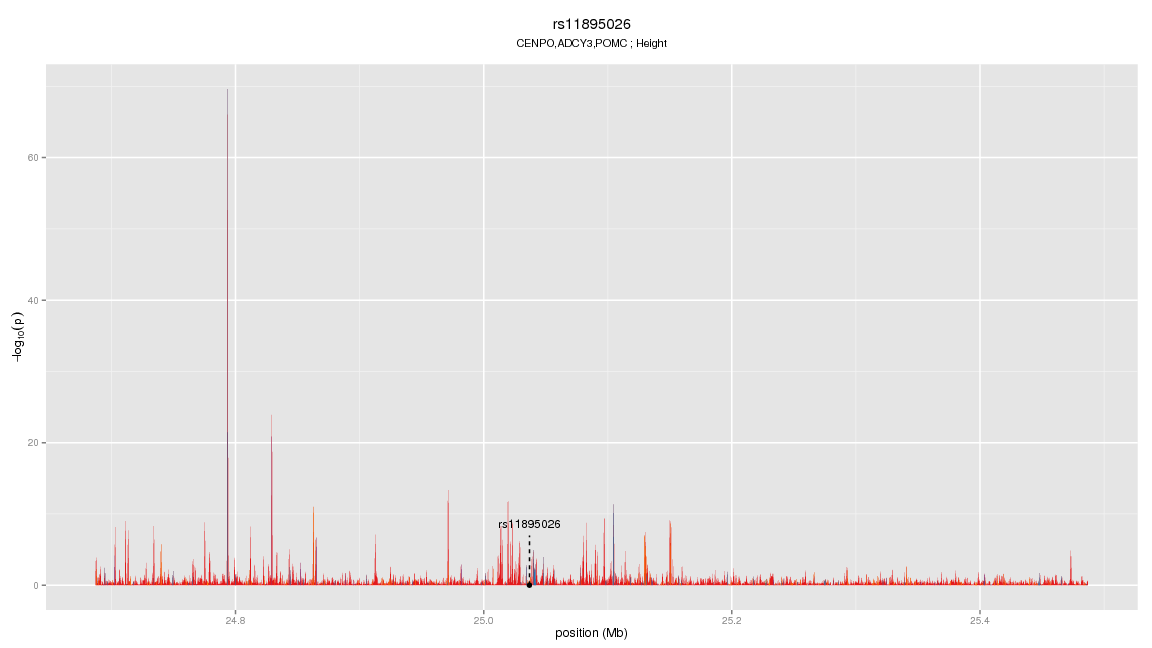 rs11895026
CENPO,ADCY3,POMC ; Height
60
40
20
0
−log10(p)
rs11895026
24.8
25.0
25.2
25.4
position (Mb)